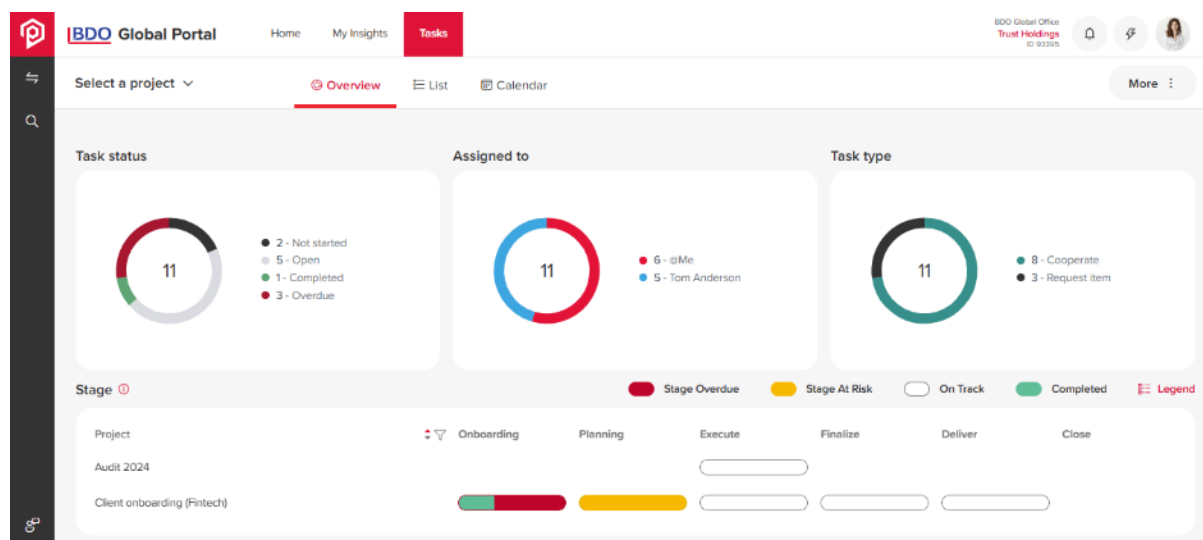 BDO Global Portal
Home
My Insights
Tasks
BDO Global Office
Trust Holdings
ID 93395
Select a project
Overview
List
Calendar
More
Task status
Assigned to
Task type
11
2 - Not started
5 - Open
1 - Completed
3 - Overdue
11
6 - @Me
5 - Tom Anderson
11
8 - Cooperate
3 - Request item
Stage
Stage Overdue
Stage At Risk
On Track
Completed
Legend
Project
Onboarding
Planning
Execute
Finalize
Deliver
Close
Audit 2024
Client onboarding (Fintech)